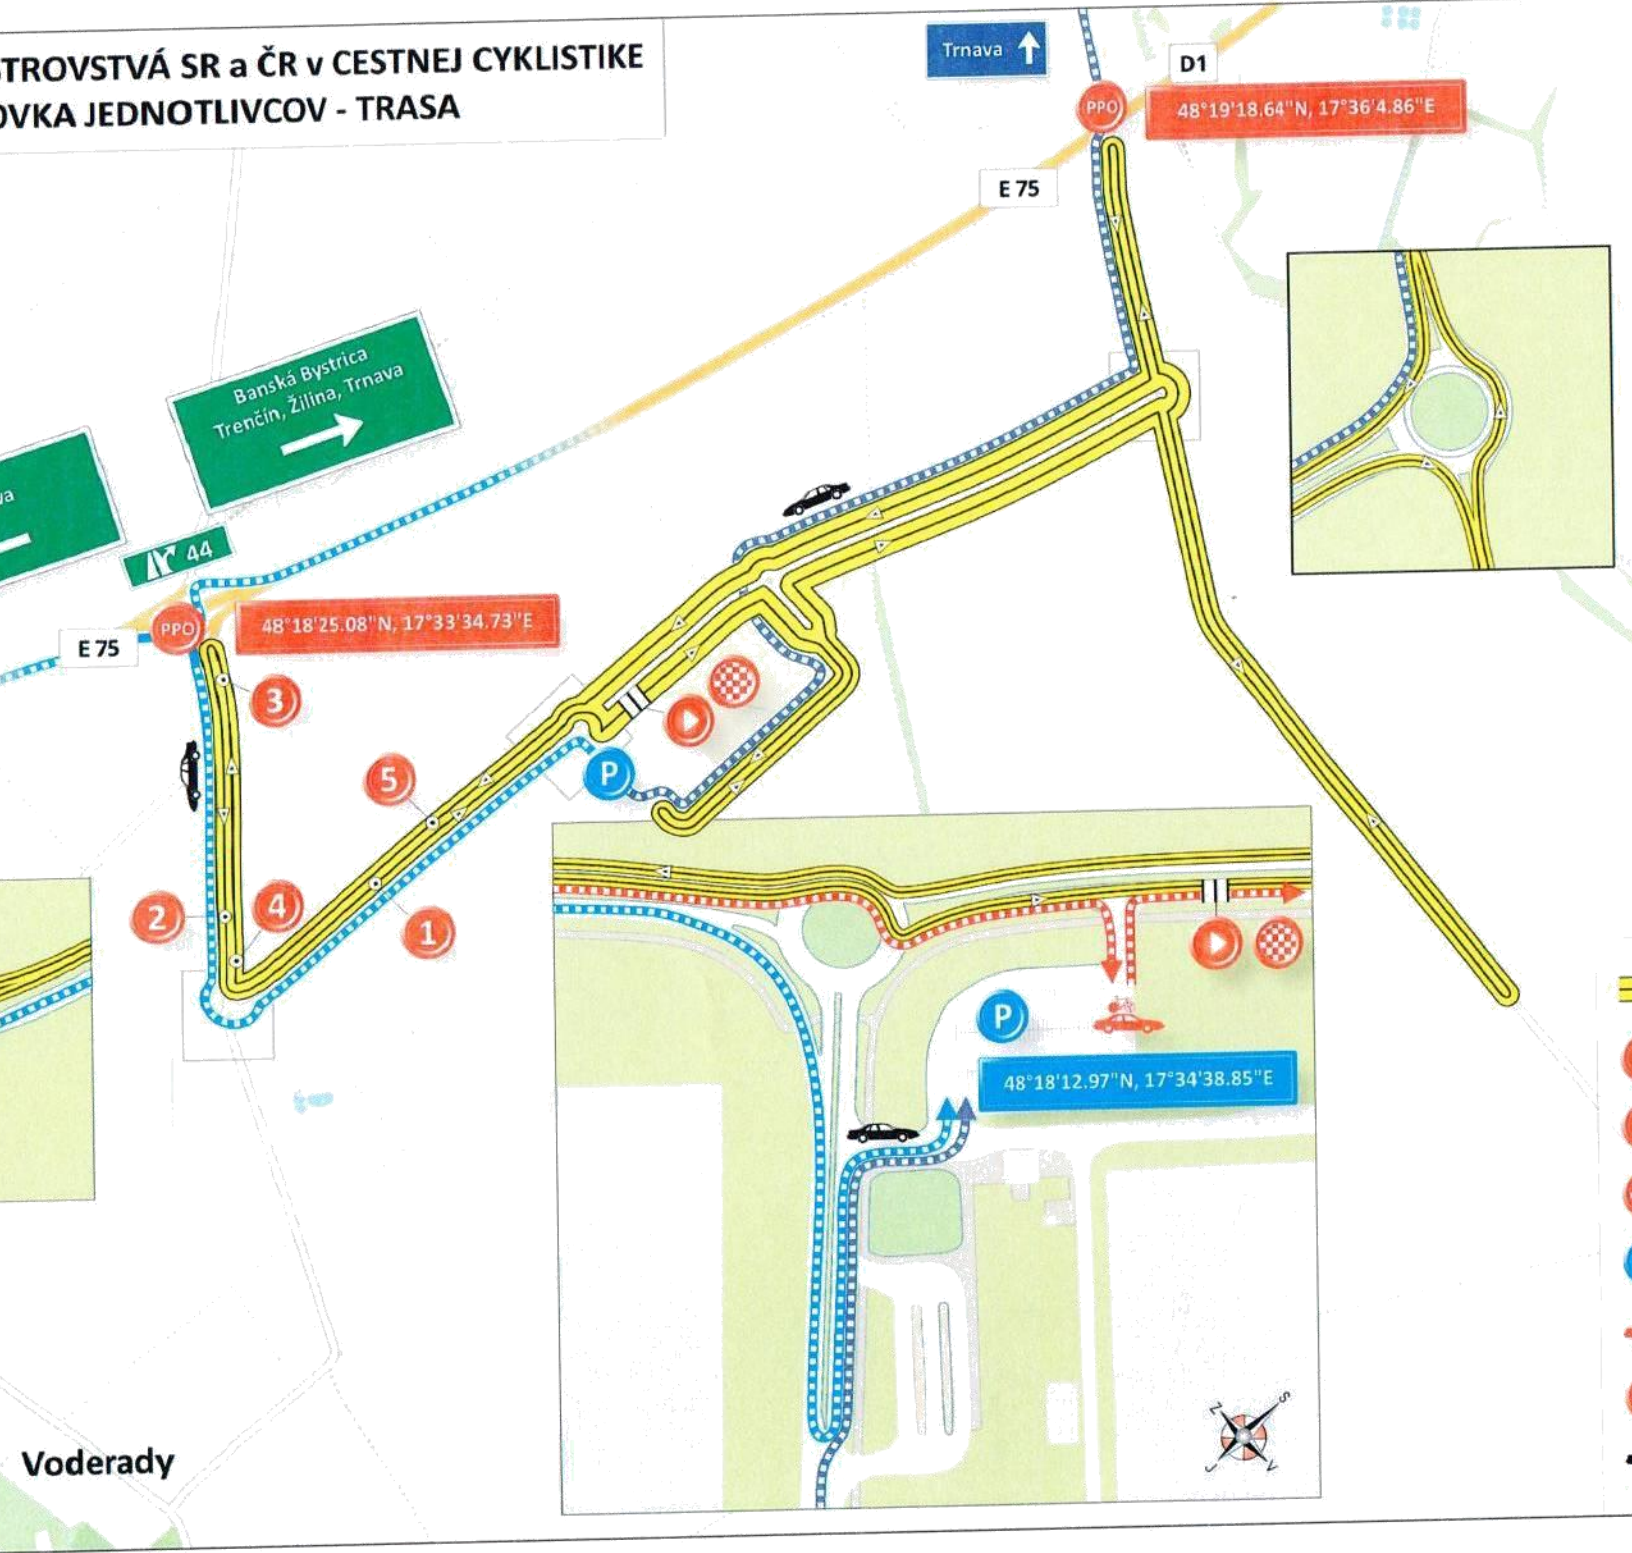 STROVSTVÁ SR a ČR v CESTNEJ CYKLISTIKE
OVKA JEDNOTLIVCOV - TRASA
Trnava
D1
PPO
48°19'18.64"N, 17°36'4.86"E
E 75
Banská Bystrica
Trenčín, Žilina, Trnava
va
44
PPO
48°18'25.08"N, 17°33'34.73"E
E 75
3
5
P
2
4
1
P
48°18'12.97"N, 17°34'38.85"E
Z
S
J
V
Voderady